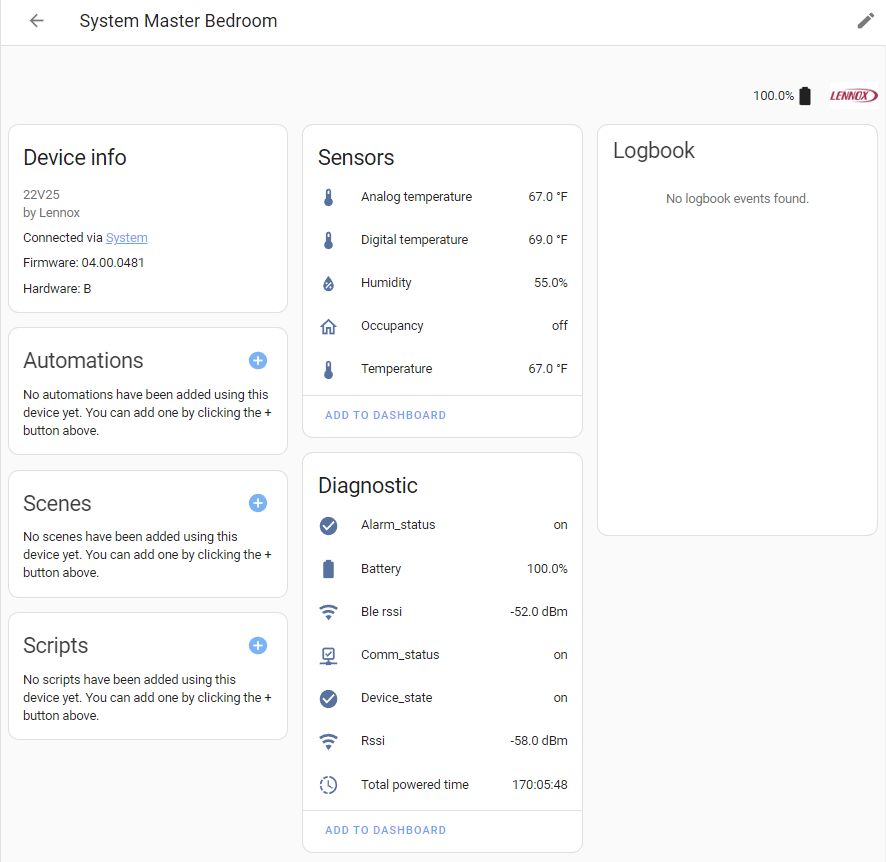 System Master Bedroom
100.0%
LENNOX
Device info
22V25
by Lennox
Connected via System
Firmware: 04.00.0481
Hardware: B
Automations
No automations have been added using this
device yet. You can add one by clicking the +
button above.
Scenes
No scenes have been added using this
device yet. You can add one by clicking the +
button above.
Scripts
No scripts have been added using this
device yet. You can add one by clicking the +
button above.
Sensors
Analog temperature 67.0 °F
Digital temperature 69.0 °F
Humidity 55.0%
Occupancy off
Temperature 67.0 °F
ADD TO DASHBOARD
Diagnostic
Alarm_status on
Battery 100.0%
Ble rssi -52.0 dBm
Comm_status on
Device_state on
Rssi -58.0 dBm
Total powered time 170:05:48
ADD TO DASHBOARD
Logbook
No logbook events found.